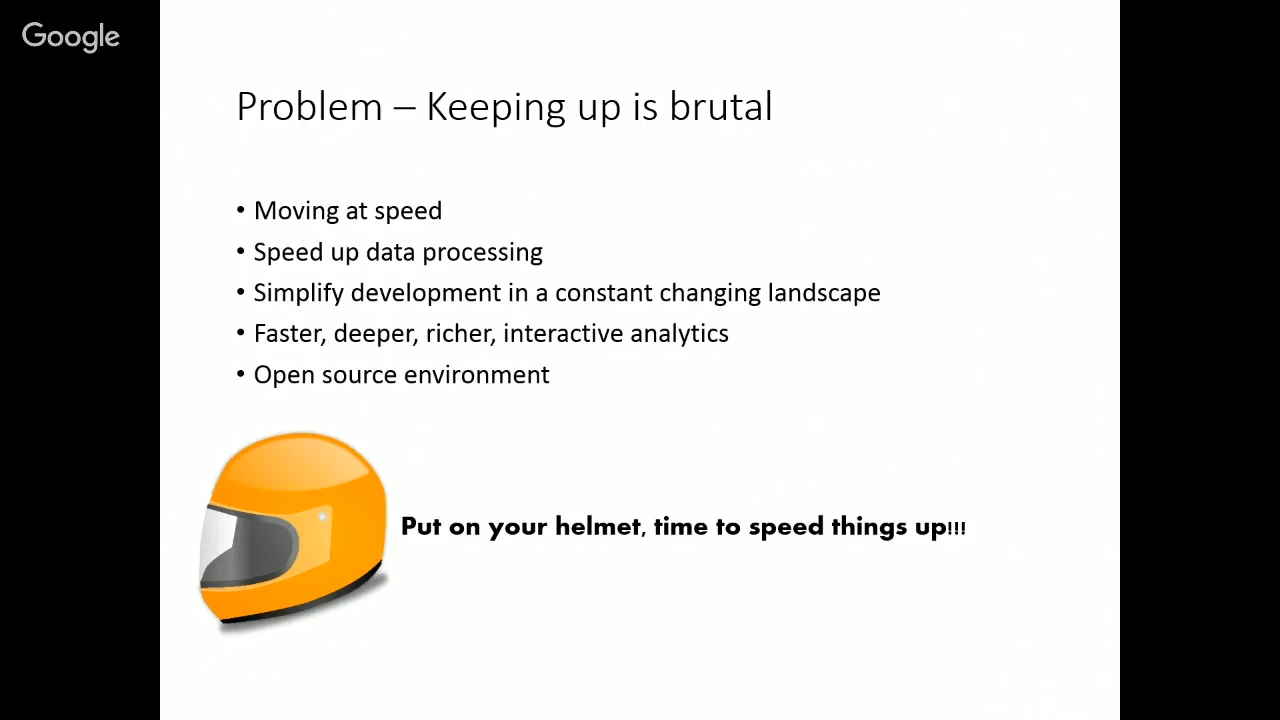 Google
Problem – Keeping up is brutal
• Moving at speed
• Speed up data processing
• Simplify development in a constant changing landscape
• Faster, deeper, richer, interactive analytics
• Open source environment
Put on your helmet, time to speed things up!!!